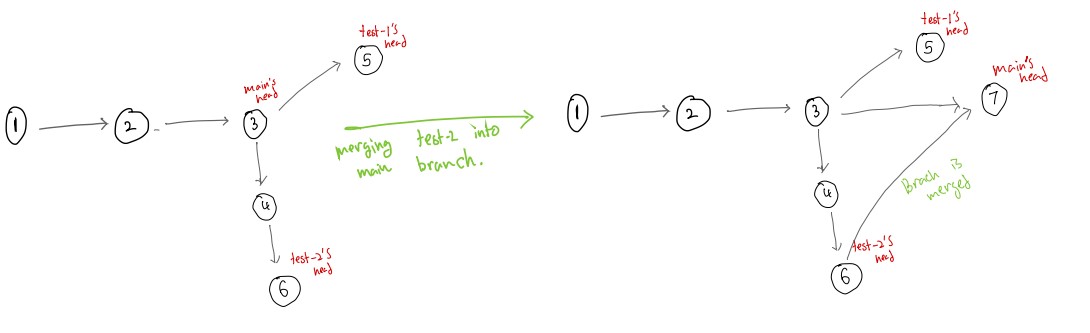 1
2
main's
head
3
test-1's
head
5
4
test-2's
head
6
merging test-2 into
main branch.
1
2
3
test-1's
head
5
main's
head
7
4
test-2's
head
6
Brach is
merged